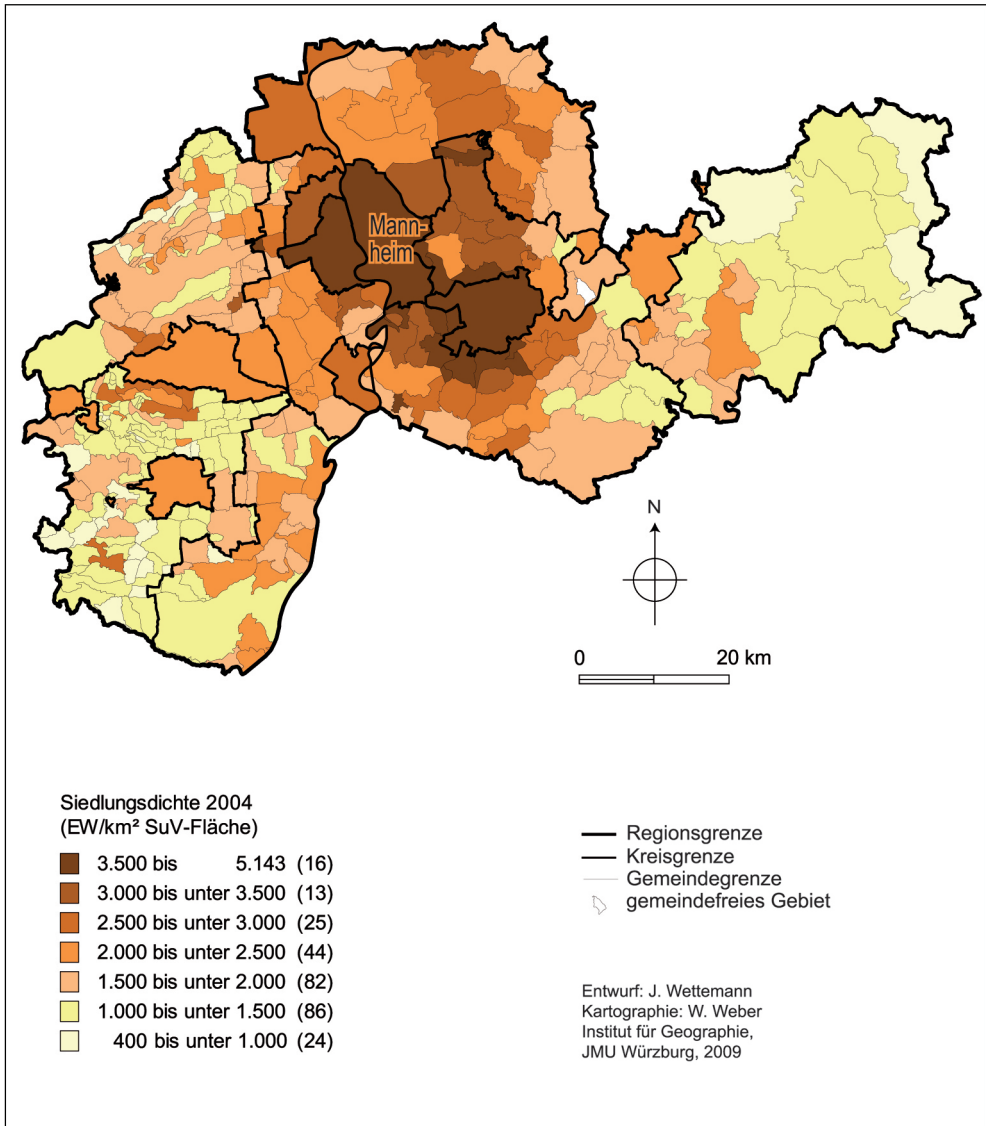 Mann-
heim
N
0 20 km
Siedlungsdichte 2004
(EW/km² SuV-Fläche)
3.500 bis 5.143 (16)
3.000 bis unter 3.500 (13)
2.500 bis unter 3.000 (25)
2.000 bis unter 2.500 (44)
1.500 bis unter 2.000 (82)
1.000 bis unter 1.500 (86)
400 bis unter 1.000 (24)
Regionsgrenze
Kreisgrenze
Gemeindegrenze
gemeindefreies Gebiet
Entwurf: J. Wettemann
Kartographie: W. Weber
Institut für Geographie,
JMU Würzburg, 2009